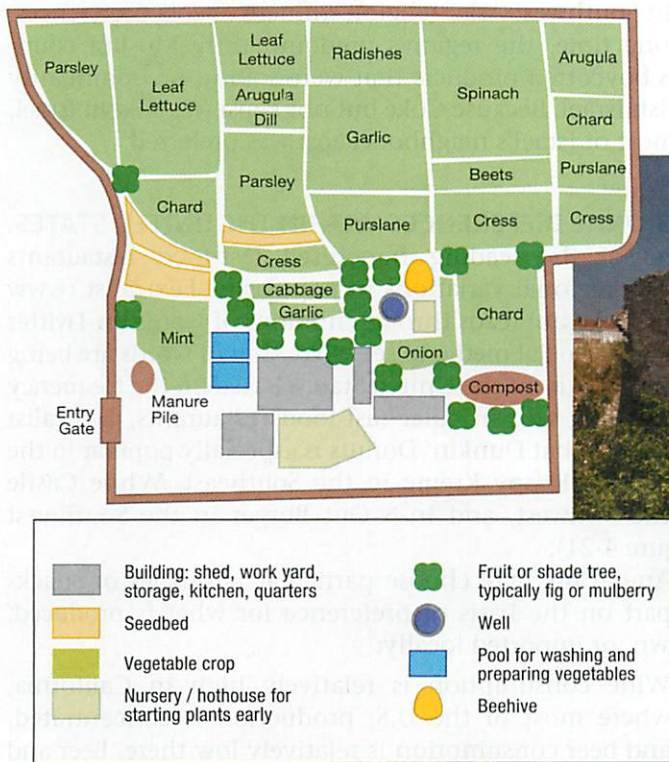 Parsley
Leaf
Lettuce
Leaf
Lettuce
Arugula
Dill
Radishes
Garlic
Spinach
Arugula
Chard
Purslane
Cress
Beets
Cress
Parsley
Purslane
Chard
Cress
Cabbage
Garlic
Chard
Mint
Onion
Compost
Manure
Pile
Entry
Gate
Building: shed, work yard,
storage, kitchen, quarters
Seedbed
Vegetable crop
Nursery / hothouse for
starting plants early
Fruit or shade tree,
typically fig or mulberry
Well
Pool for washing and
preparing vegetables
Beehive